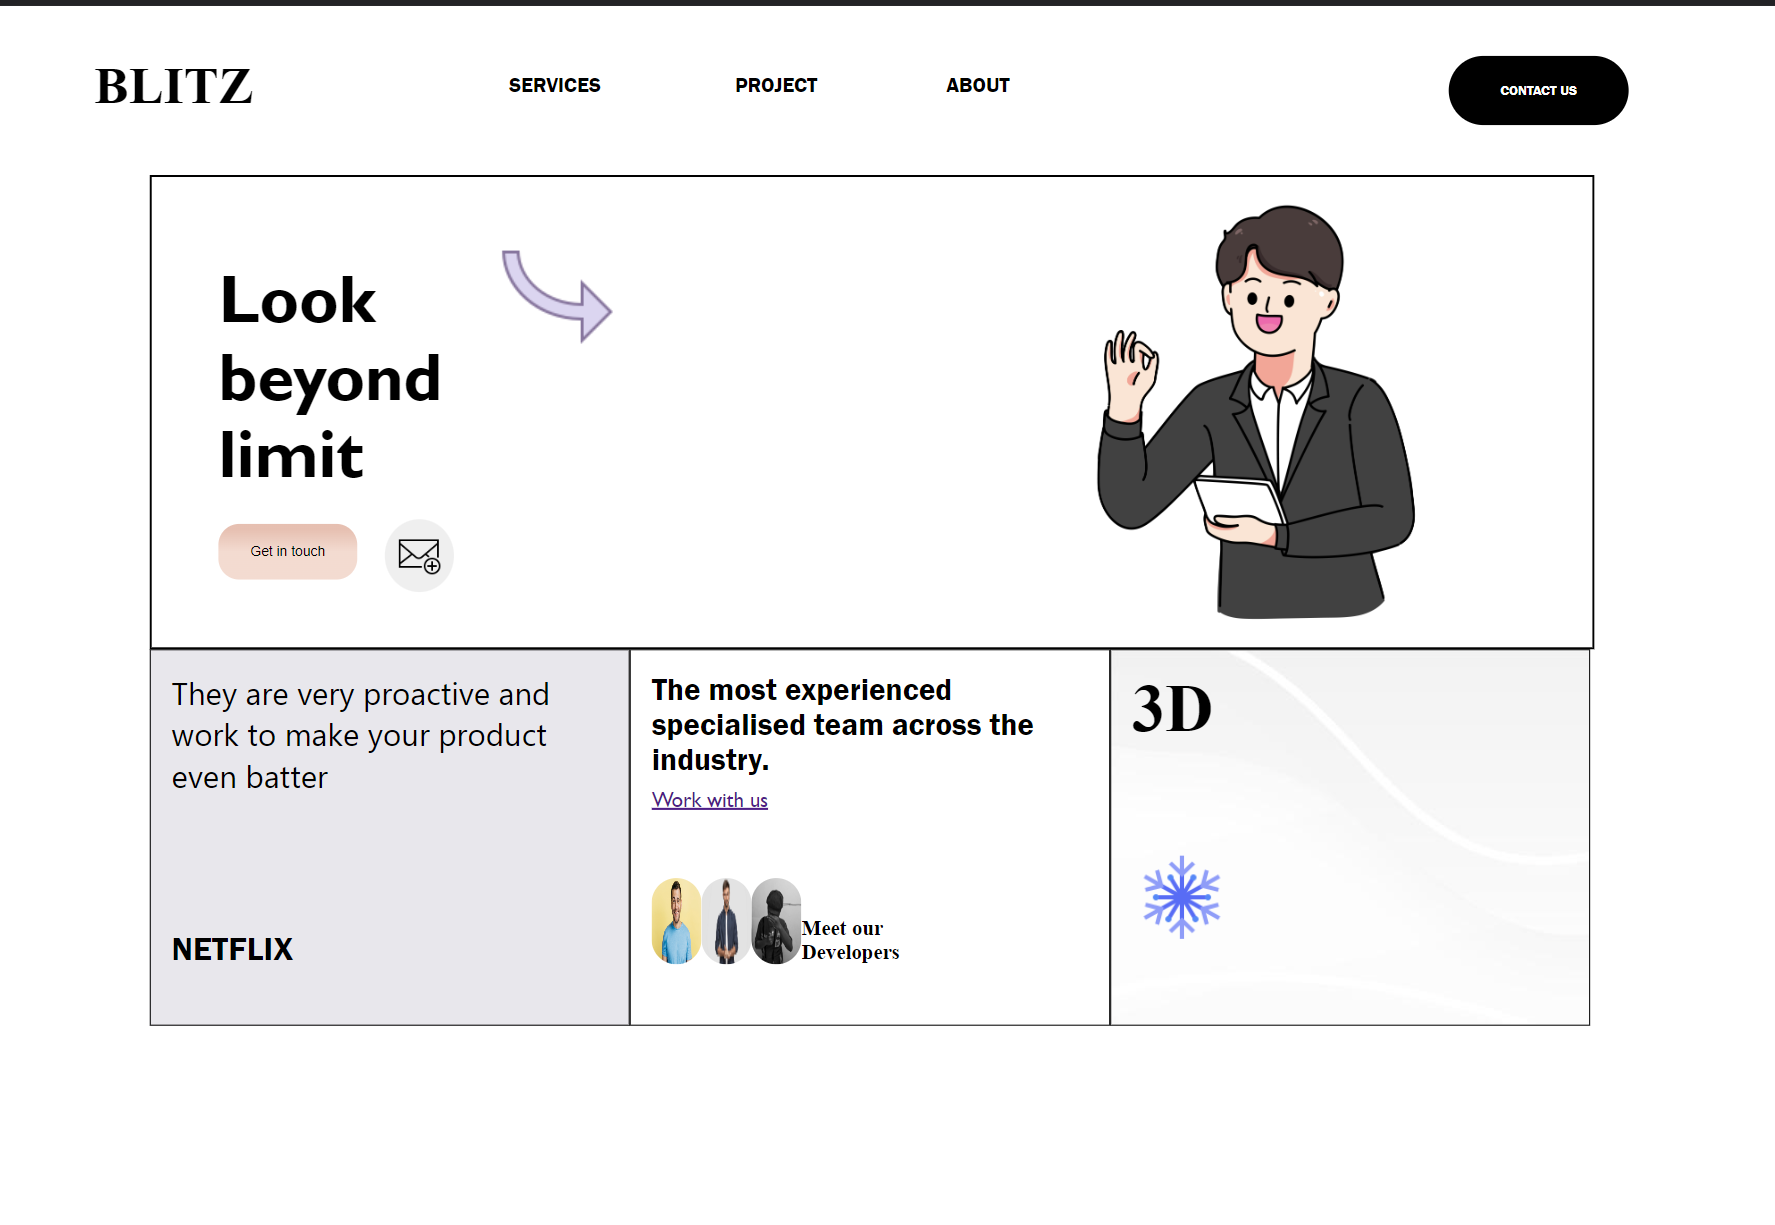 BLITZ
SERVICES
PROJECT
ABOUT
CONTACT US
Look
beyond
limit
Get in touch
They are very proactive and
work to make your product
even batter
NETFLIX
The most experienced
specialised team across the
industry.
Work with us
Meet our
Developers
3D